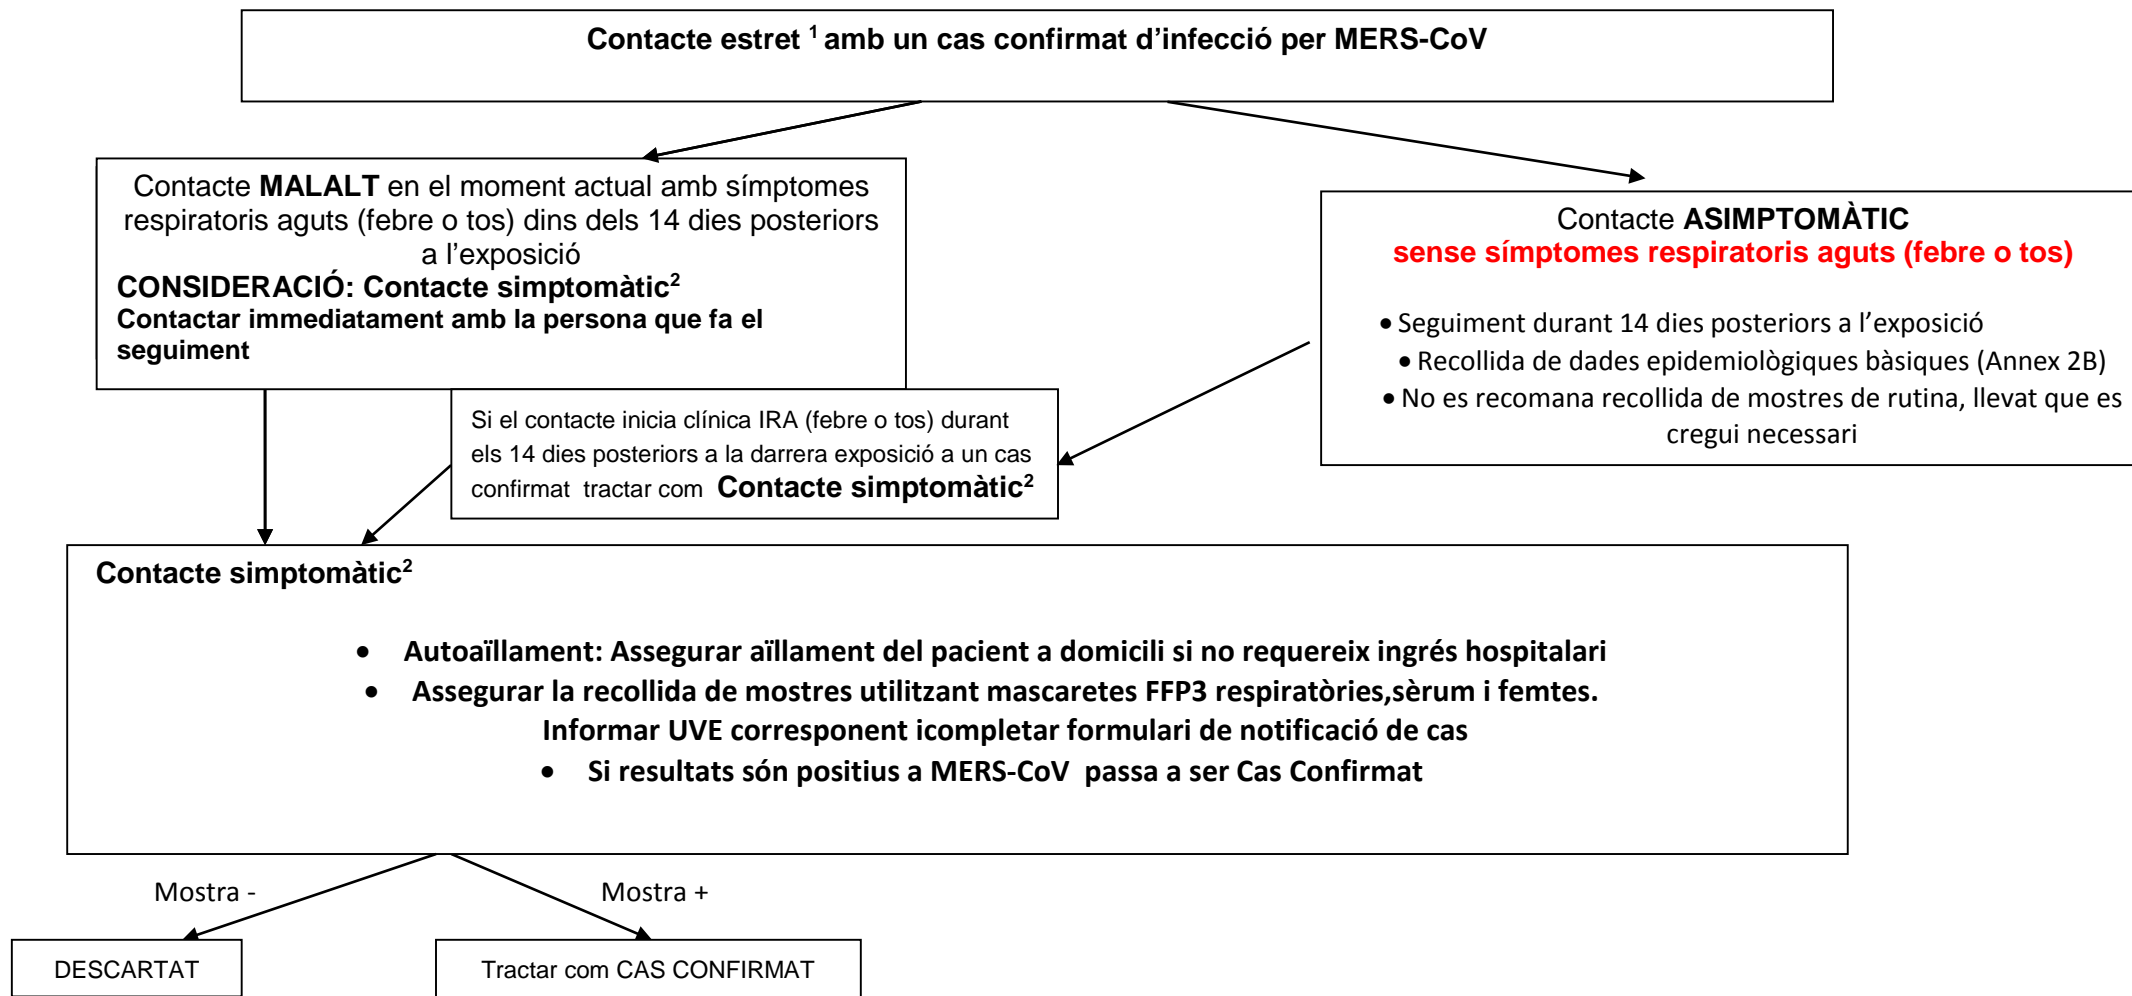 Contacte estret ¹ amb un cas confirmat d’infecció per MERS-CoV
Contacte MALALT en el moment actual amb símptomes
respiratoris aguts (febre o tos) dins dels 14 dies posteriors
a l’exposició
CONSIDERACIÓ: Contacte simptomàtic²
Contactar immediatament amb la persona que fa el
seguiment
Contacte ASIMPTOMÀTIC
sense símptomes respiratoris aguts (febre o tos)
• Seguiment durant 14 dies posteriors a l’exposició
• Recollida de dades epidemiològiques bàsiques (Annex 2B)
• No es recomana recollida de mostres de rutina, llevat que es
cregui necessari
Si el contacte inicia clínica IRA (febre o tos) durant
els 14 dies posteriors a la darrera exposició a un cas
confirmat tractar com Contacte simptomàtic²
Contacte simptomàtic²
• Autoaïllament: Assegurar aïllament del pacient a domicili si no requereix ingrés hospitalari
• Assegurar la recollida de mostres utilitzant mascaretes FFP3 respiratòries,sèrum i femtes.
Informar UVE corresponent icompletar formulari de notificació de cas
• Si resultats són positius a MERS-CoV passa a ser Cas Confirmat
Mostra -
Mostra +
DESCARTAT
Tractar com CAS CONFIRMAT